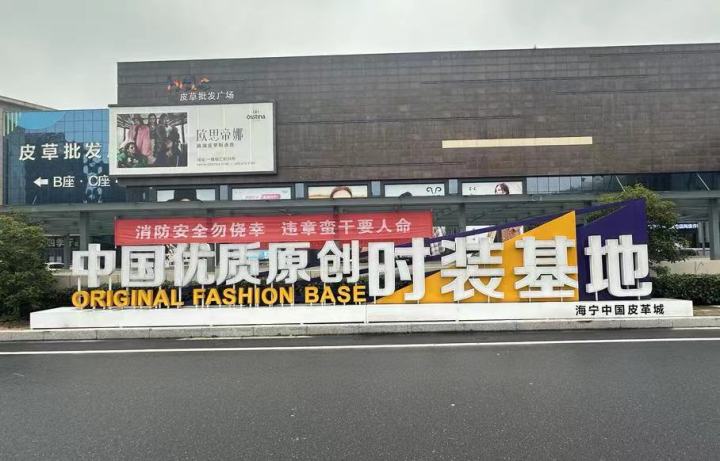 皮草批发广场
Ossitina
欧思帝娜
皮草批发
B座·C座
消防安全勿侥幸 违章蛮干要人命
中国优质原创时装基地
ORIGINAL FASHION BASE
海宁中国皮革城